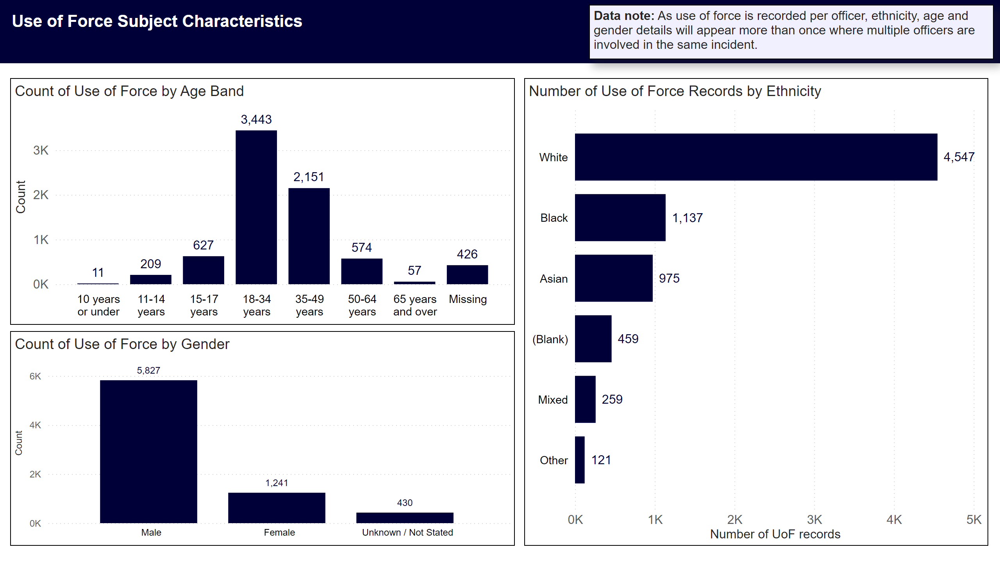 Use of Force Subject Characteristics
Data note: As use of force is recorded per officer, ethnicity, age and
gender details will appear more than once where multiple officers are
involved in the same incident.
Count of Use of Force by Age Band
Count
3K
2K
1K
0K
11
209
627
3,443
2,151
574
57
426
10 years
or under
11-14
years
15-17
years
18-34
years
35-49
years
50-64
years
65 years
and over
Missing
Count of Use of Force by Gender
Count
6K
4K
2K
0K
5,827
1,241
430
Male
Female
Unknown / Not Stated
Number of Use of Force Records by Ethnicity
White
4,547
Black
1,137
Asian
975
(Blank)
459
Mixed
259
Other
121
0K
1K
2K
3K
4K
5K
Number of UoF records